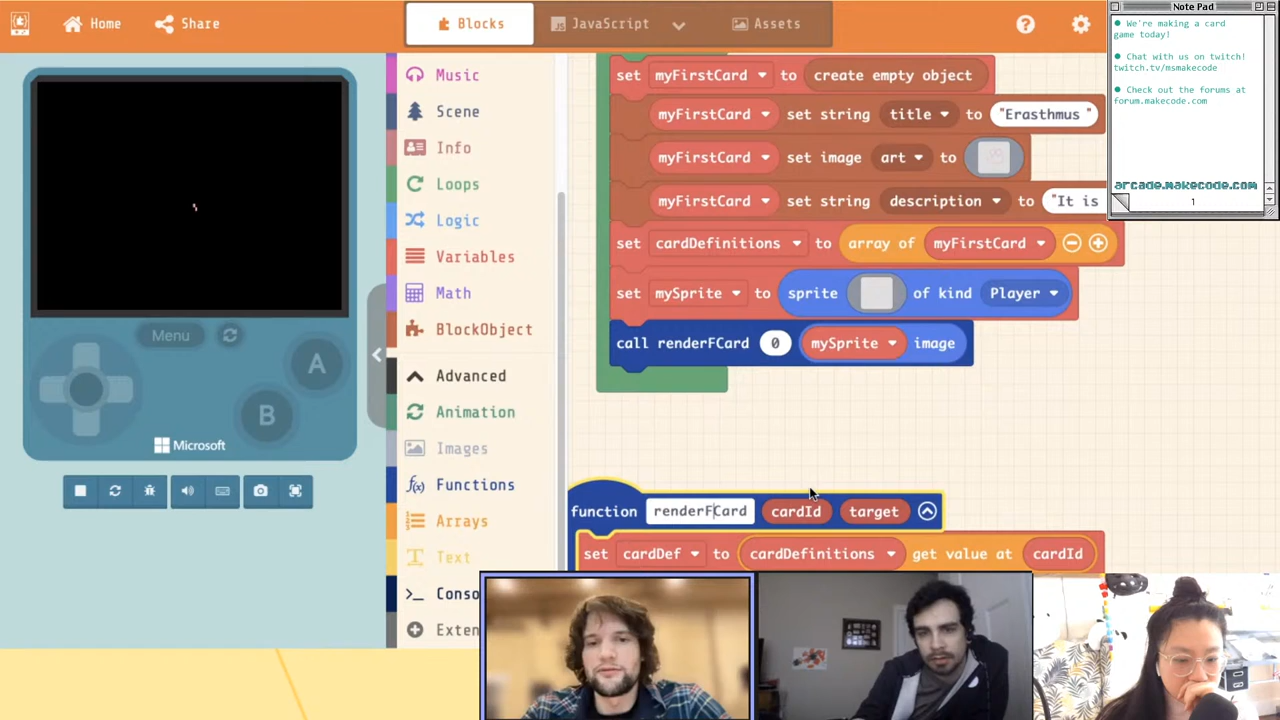 Home
Share
Blocks
JavaScript
Assets
Note Pad
We're making a card
game today!
Chat with us on twitch!
twitch.tv/msmakecode
Check out the forums at
forum.makecode.com
arcade.makecode.com
1
Menu
A
B
Microsoft
Music
Scene
Info
Loops
Logic
Variables
Math
BlockObject
Advanced
Animation
Images
Functions
Arrays
Text
Conso
Exten
set myFirstCard to create empty object
myFirstCard set string title to "Erasthmus"
myFirstCard set image art to
myFirstCard set string description to "It is
set cardDefinitions to array of myFirstCard
set mySprite to sprite of kind Player
call renderFCard 0 mySprite image
function renderFCard cardId target
set cardDef to cardDefinitions get value at cardId